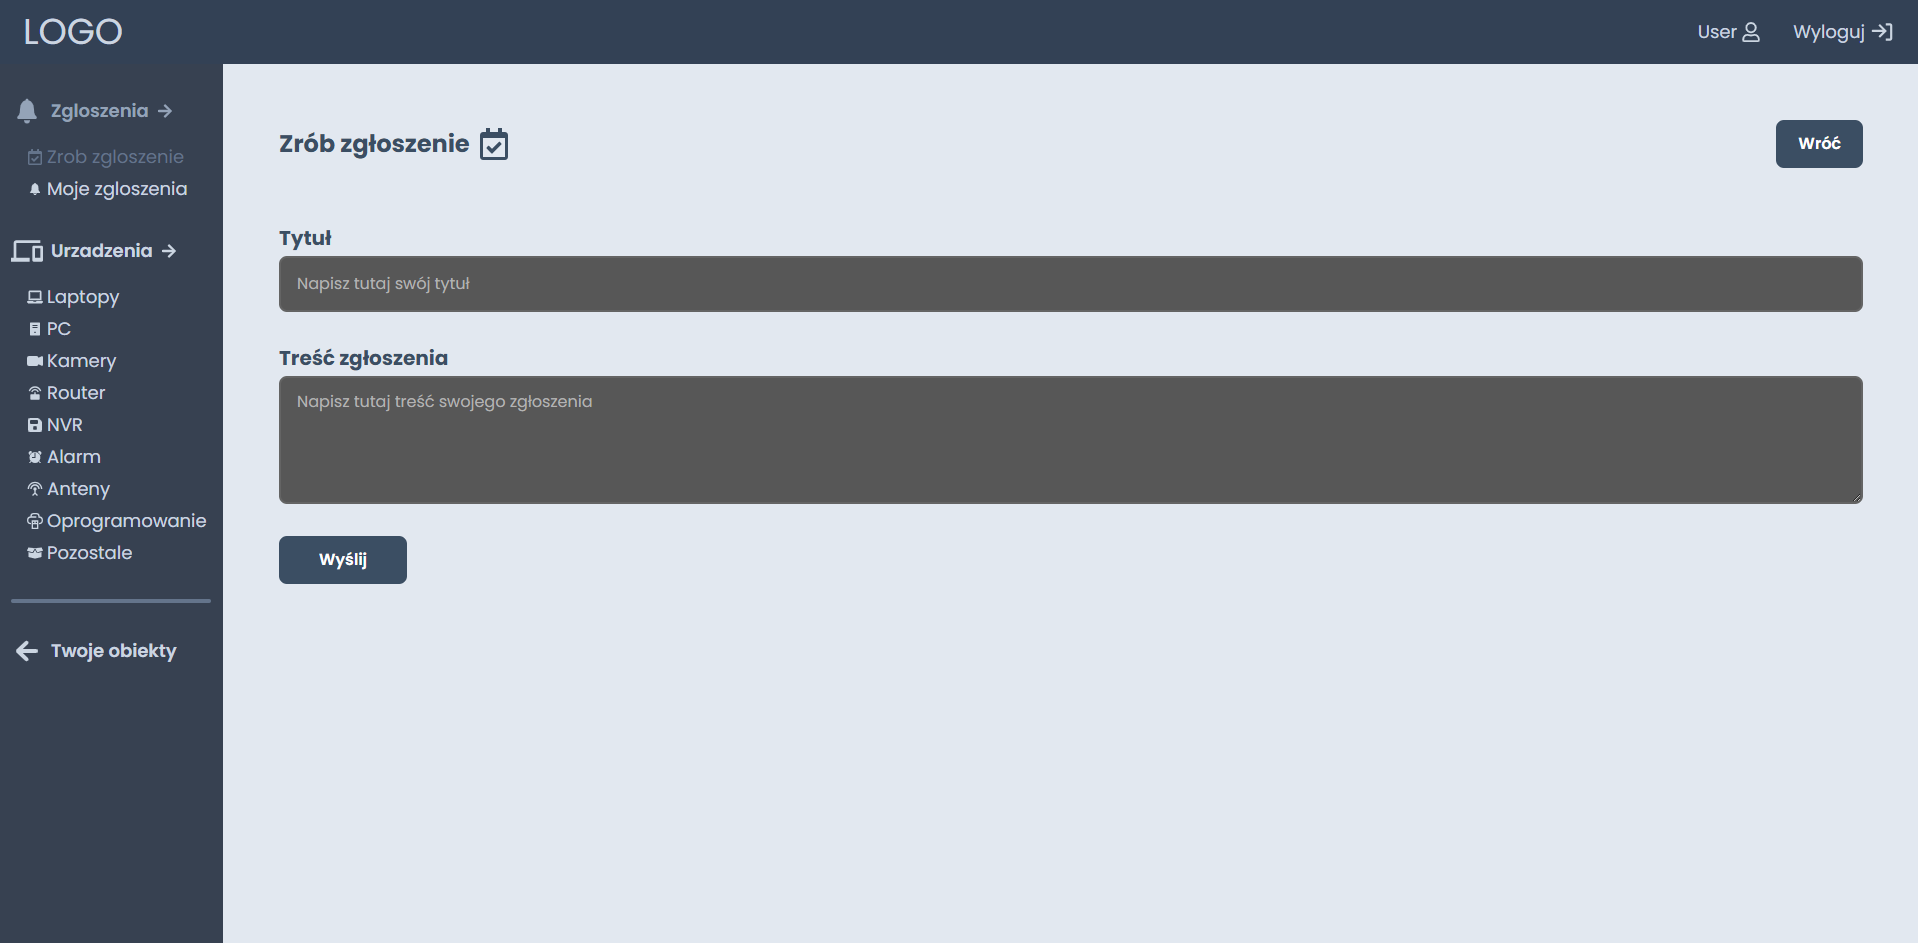 LOGO
User
Wyloguj
Zgloszenia
Zrob zgloszenie
Moje zgloszenia
Urzadzenia
Laptopy
PC
Kamery
Router
NVR
Alarm
Anteny
Oprogramowanie
Pozostale
Twoje obiekty
Zrób zgłoszenie
Wróć
Tytuł
Napisz tutaj swój tytuł
Treść zgłoszenia
Napisz tutaj treść swojego zgłoszenia
Wyślij